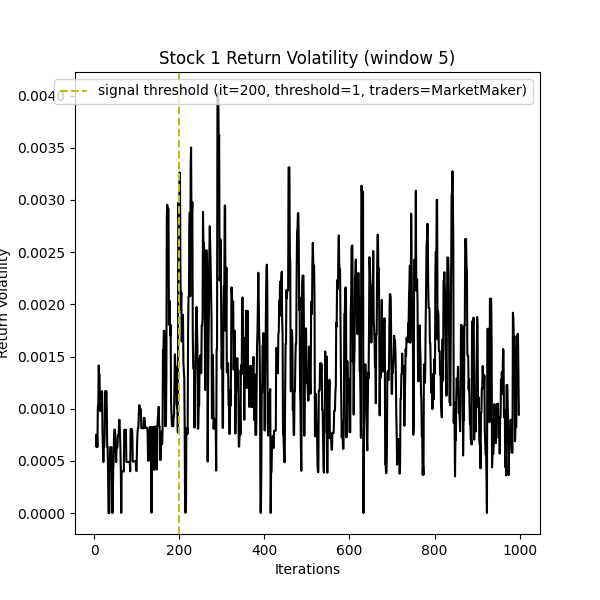 Stock 1 Return Volatility (window 5)
signal threshold (it=200, threshold=1, traders=MarketMaker)
0.0040
0.0035
0.0030
0.0025
0.0020
0.0015
0.0010
0.0005
0.0000
Return Volatility
0 200 400 600 800 1000
Iterations